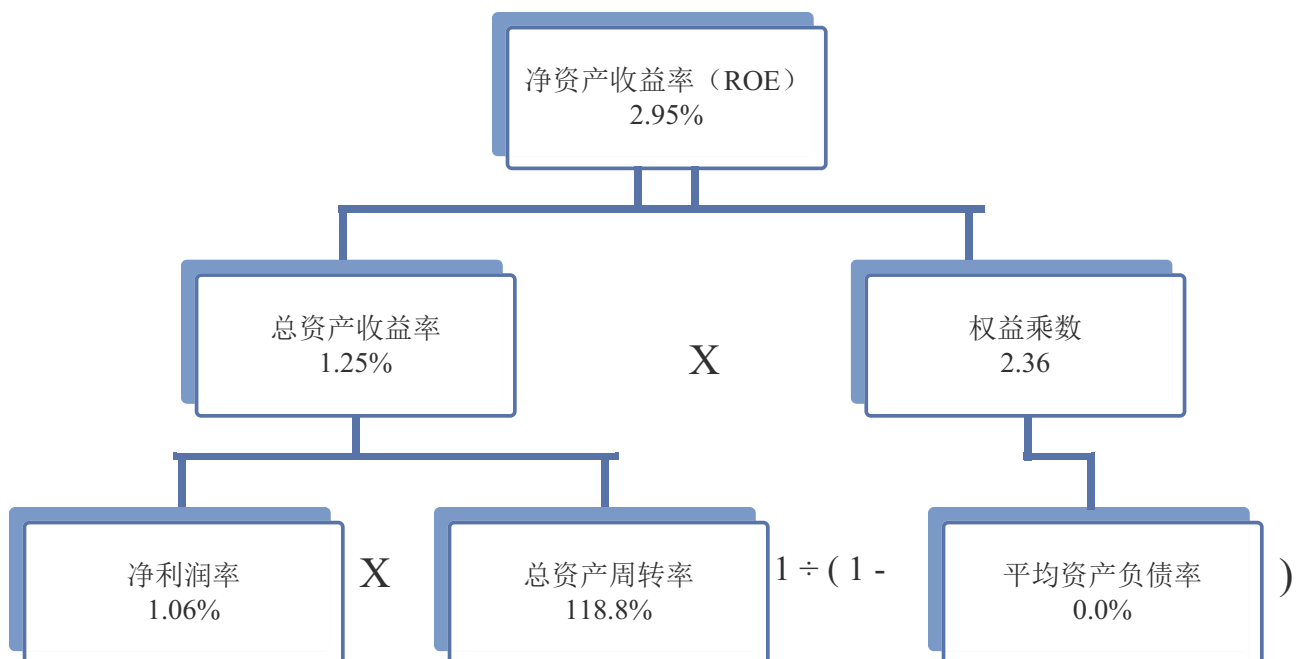 净资产收益率（ROE）
2.95%
总资产收益率
1.25%
X
权益乘数
2.36
净利润率
1.06%
X
总资产周转率
118.8%
1 ÷ ( 1 -
平均资产负债率
0.0%
)